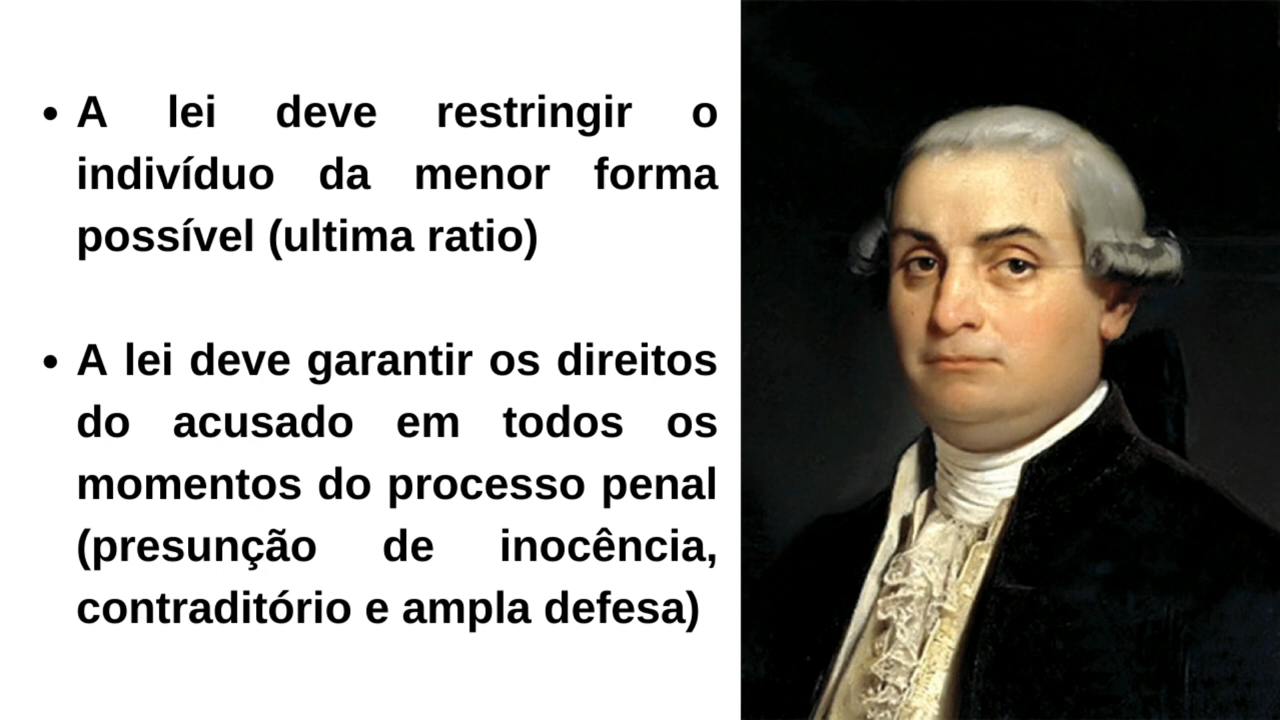 • A lei deve restringir o
indivíduo da menor forma
possível (ultima ratio)
• A lei deve garantir os direitos
do acusado em todos os
momentos do processo penal
(presunção de inocência,
contraditório e ampla defesa)